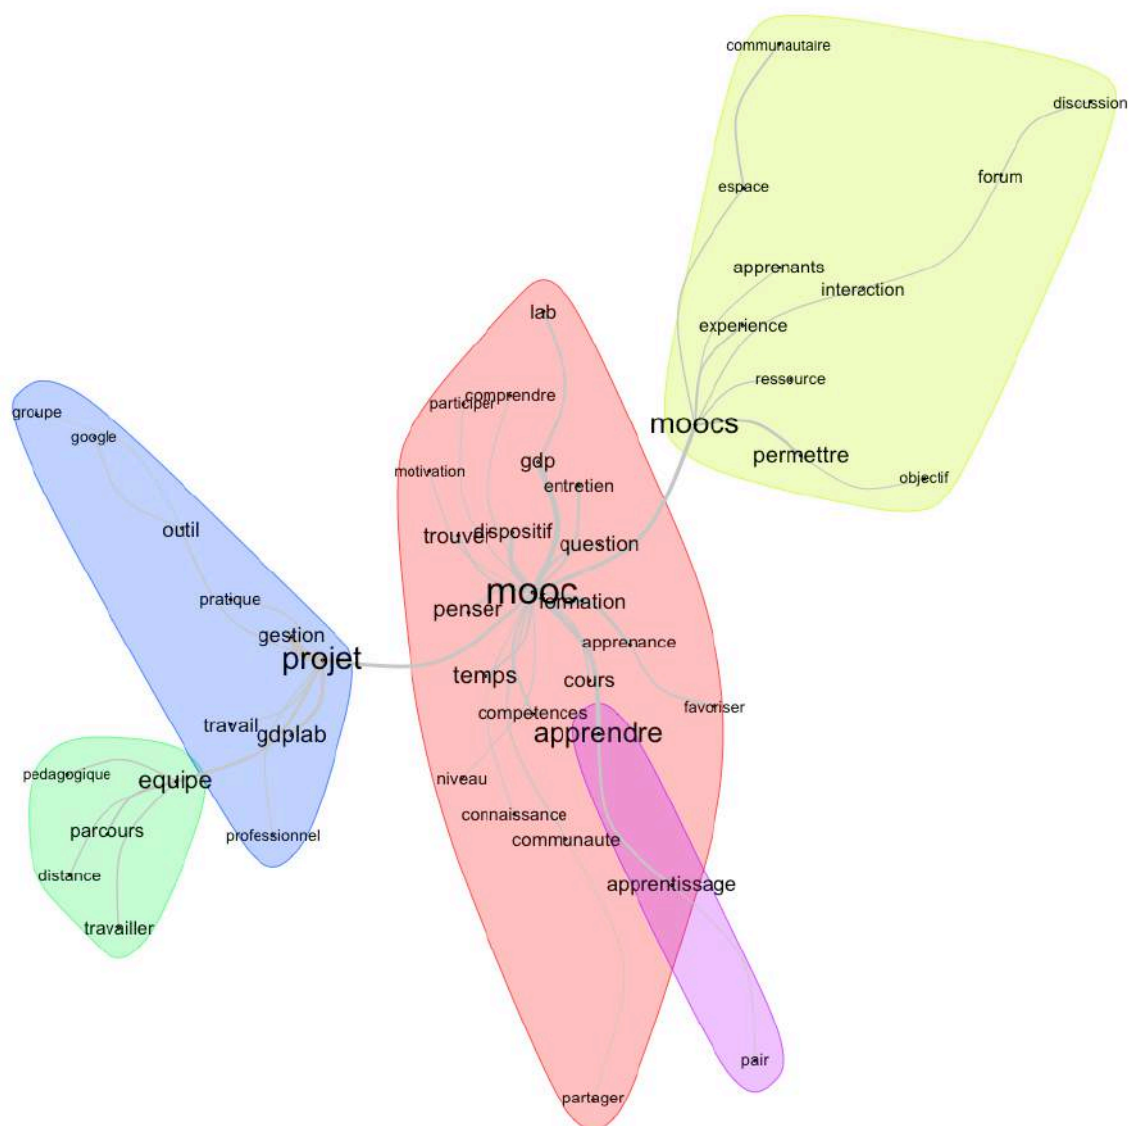 communautaire
discussion
forum
espace
apprenants
interaction
experience
ressource
moocs
permettre
objectif
lab
comprendre
participer
gdp
motivation
entretien
dispositif
trouver
question
mooc
formation
penser
apprenance
temps
cours
favoriser
competences
apprendre
niveau
connaissance
communaute
apprentissage
pair
partager
groupe
google
outil
pratique
gestion
projet
travail
gdplab
professionnel
pedagogique
equipe
parcours
distance
travailler